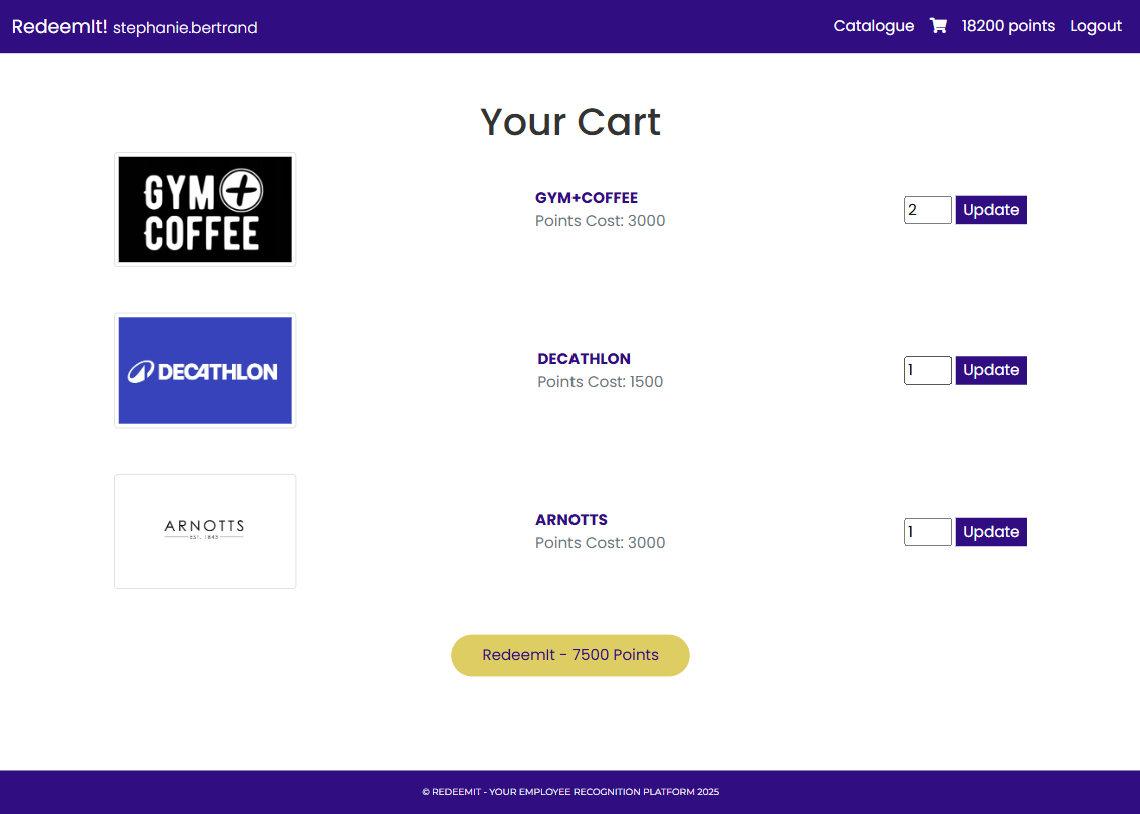 RedeemIt! stephanie.bertrand
Catalogue 18200 points Logout
Your Cart
GYM+
COFFEE
GYM+COFFEE
Points Cost: 3000
2 Update
DECATHLON
DECATHLON
Points Cost: 1500
1 Update
ARNOTTS
EST. 1843
ARNOTTS
Points Cost: 3000
1 Update
RedeemIt - 7500 Points
© REDEEMIT - YOUR EMPLOYEE RECOGNITION PLATFORM 2025